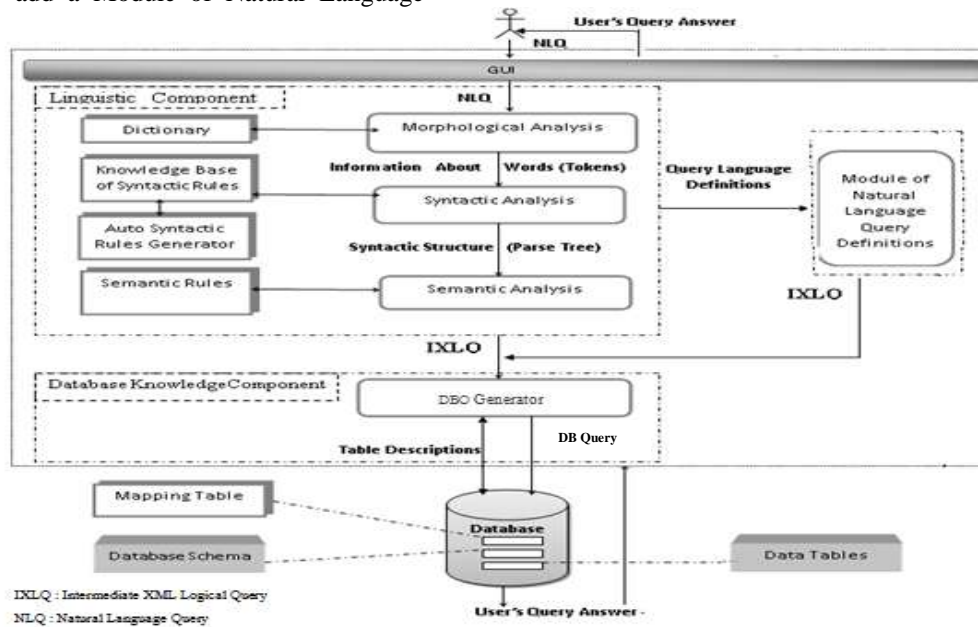 add a Module of Natural Language
User's Query Answer
NLQ
GUI
Linguistic Component
NLQ
Dictionary
Morphological Analysis
Information About Words (Tokens)
Knowledge Base
of Syntactic Rules
Syntactic Analysis
Auto Syntactic
Rules Generator
Syntactic Structure (Parse Tree)
Semantic Rules
Semantic Analysis
Query Language
Definitions
Module of
Natural
Language
Query
Definitions
IXLQ
IXLQ
Database Knowledge Component
DBQ Generator
Table Descriptions
DB Query
Mapping Table
Database
Database Schema
Data Tables
User's Query Answer -
IXLQ : Intermediate XML Logical Query
NLQ : Natural Language Query